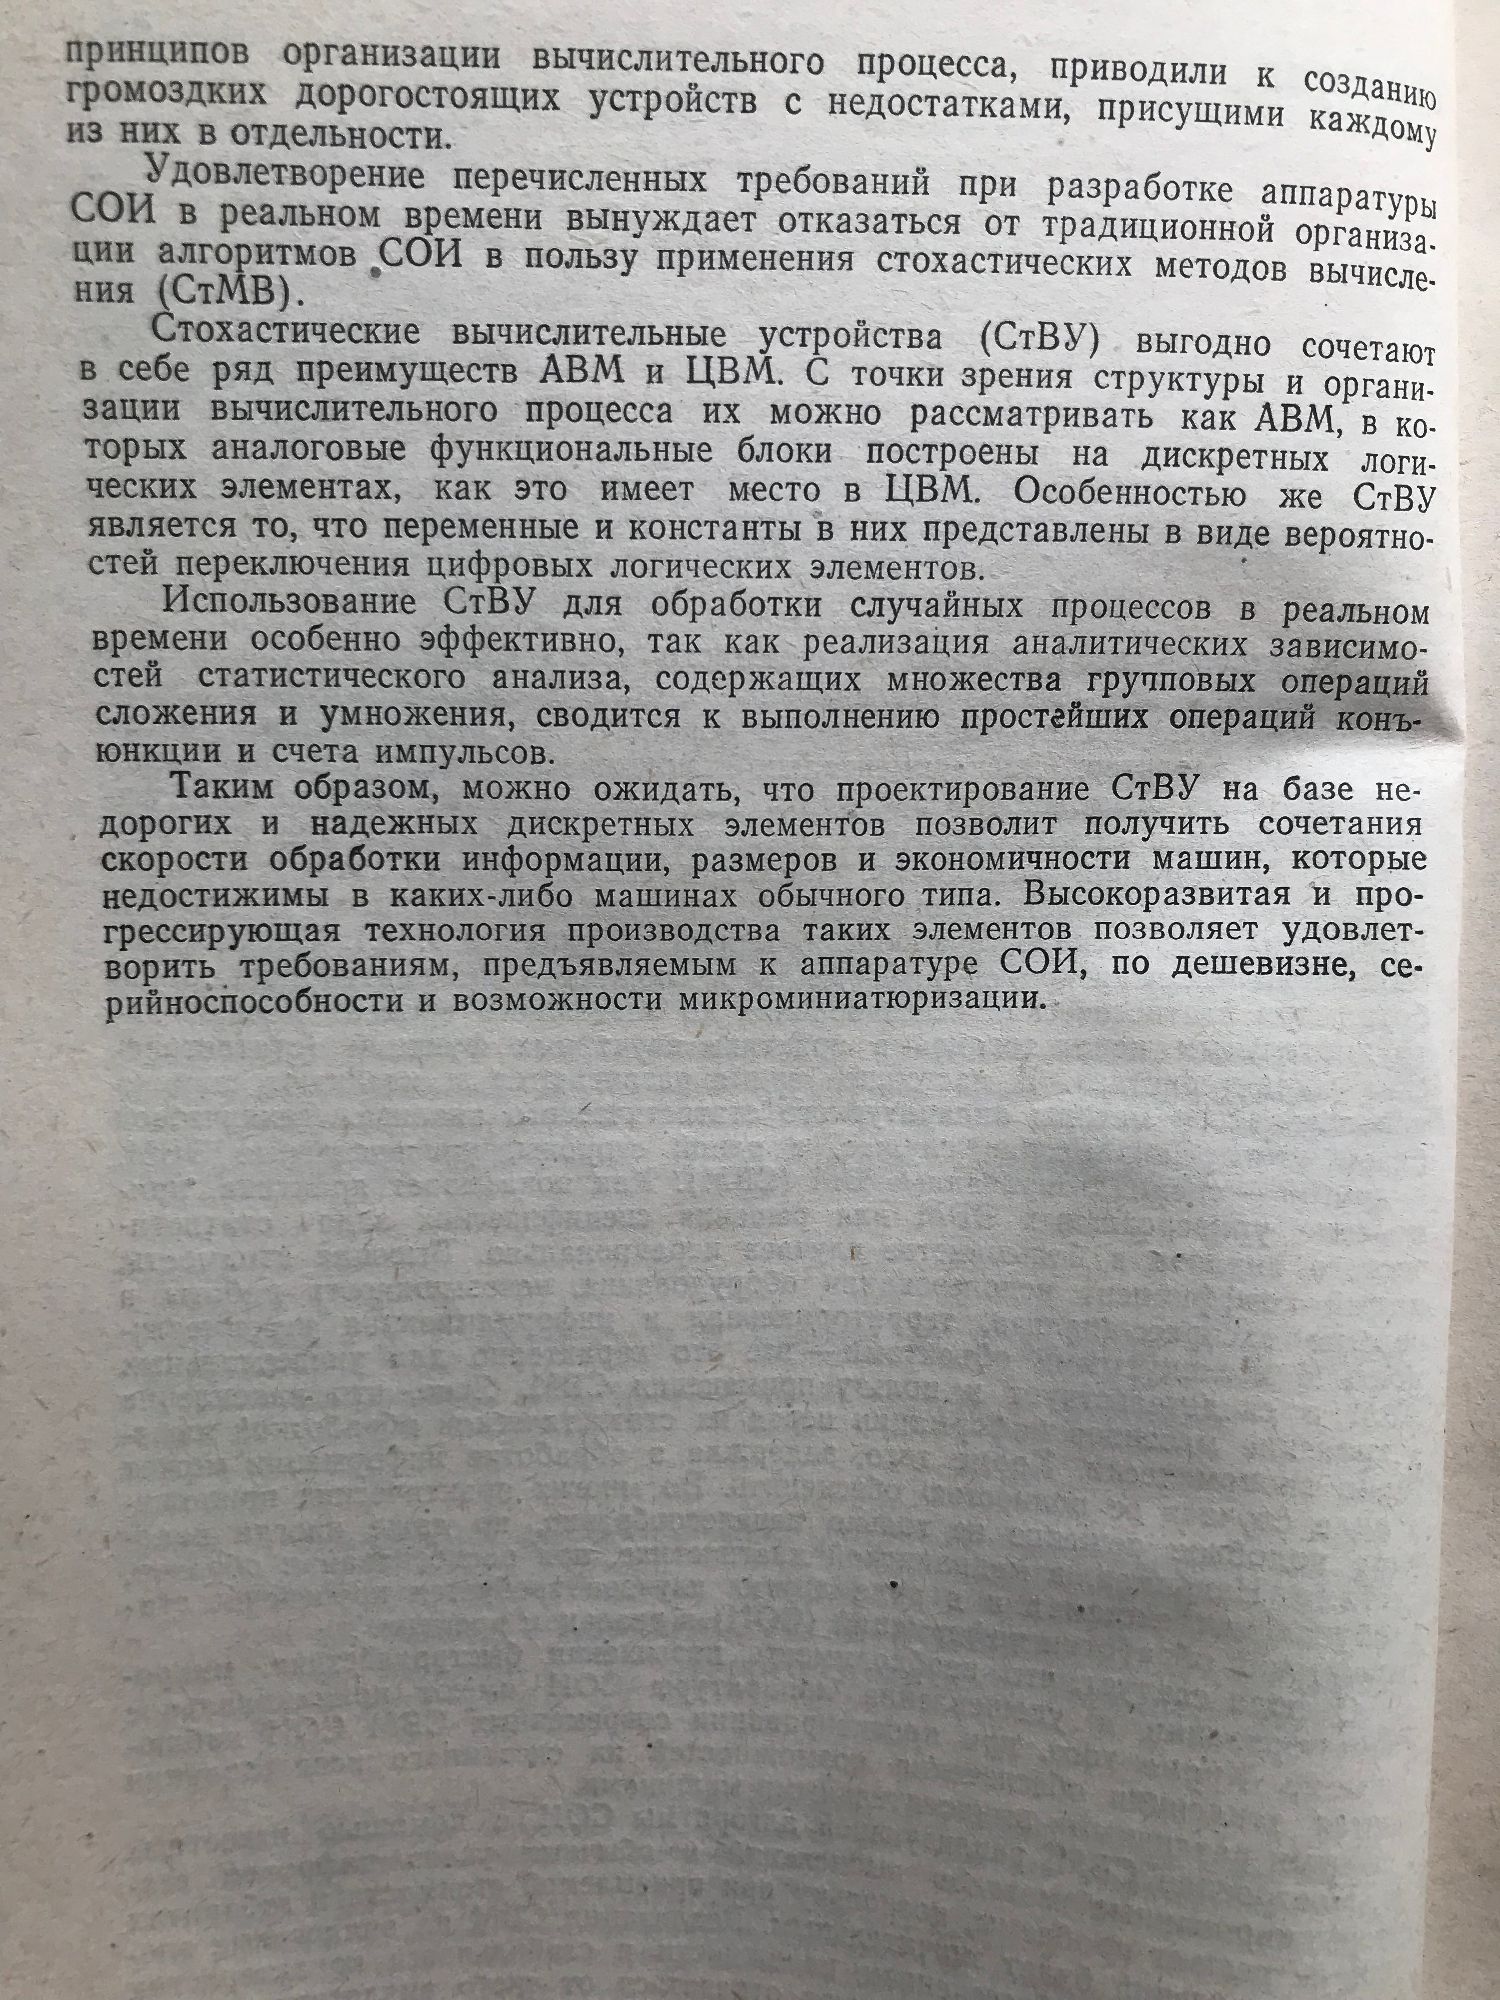 принципов организации вычислительного процесса, приводили к созданию
громоздких дорогостоящих устройств с недостатками, присущими каждому
из них в отдельности.
Удовлетворение перечисленных требований при разработке аппаратуры
СОИ в реальном времени вынуждает отказаться от традиционной организа-
ции алгоритмов СОИ в пользу применения стохастических методов вычисле-
ния (СтМВ).
Стохастические вычислительные устройства (СтВУ) выгодно сочетают
в себе ряд преимуществ АВМ и ЦВМ. С точки зрения структуры и органи-
зации вычислительного процесса их можно рассматривать как АВМ, в ко-
торых аналоговые функциональные блоки построены на дискретных логи-
ческих элементах, как это имеет место в ЦВМ. Особенностью же СтВУ
является то, что переменные и константы в них представлены в виде вероятно-
стей переключения цифровых логических элементов.
Использование СтВУ для обработки случайных процессов в реальном
времени особенно эффективно, так как реализация аналитических зависимо-
стей статистического анализа, содержащих множества групповых операций
сложения и умножения, сводится к выполнению простейших операций конъ-
юнкции и счета импульсов.
Таким образом, можно ожидать, что проектирование СтВУ на базе не-
дорогих и надежных дискретных элементов позволит получить сочетания
скорости обработки информации, размеров и экономичности машин, которые
недостижимы в каких-либо машинах обычного типа. Высокоразвитая и про-
грессирующая технология производства таких элементов позволяет удовлет-
ворить требованиям, предъявляемым к аппаратуре СОИ, по дешевизне, се-
рийноспособности и возможности микроминиатюризации.